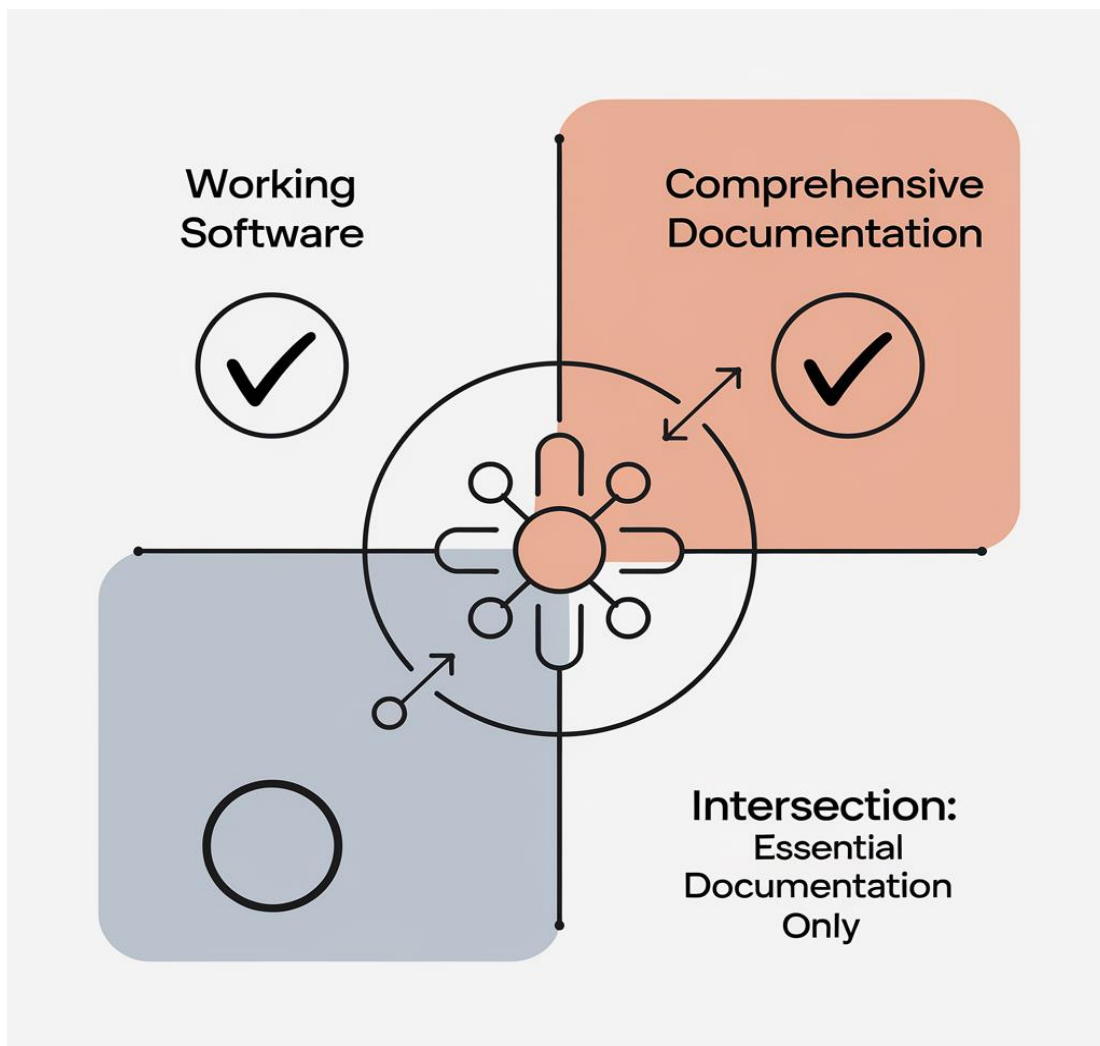 Working
Software
Comprehensive
Documentation
Intersection:
Essential
Documentation
Only